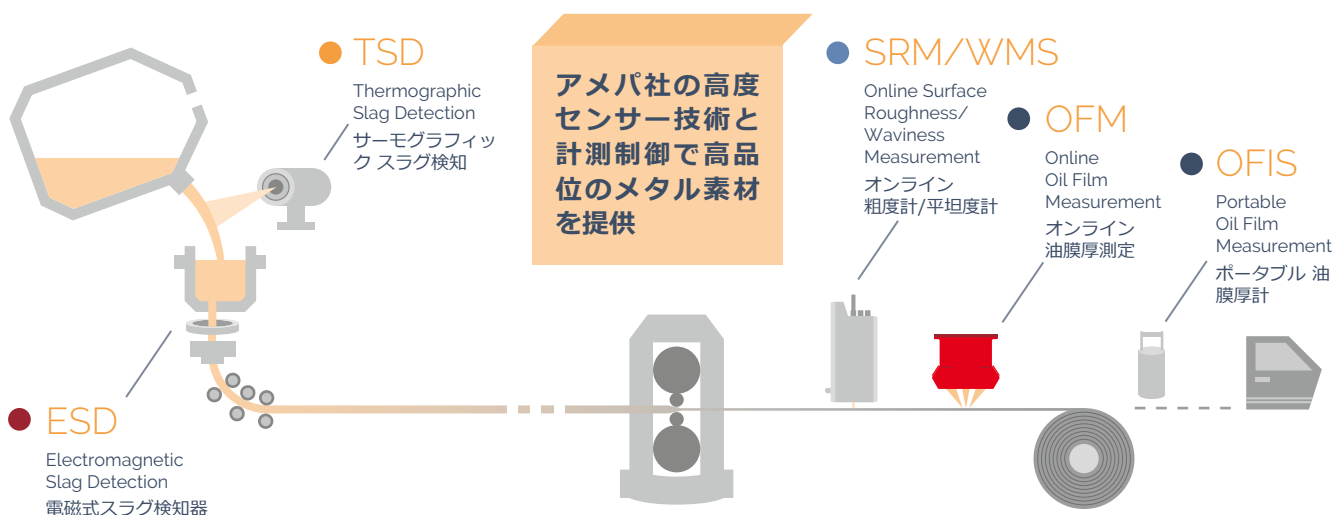 TSD
Thermographic
Slag Detection
サーモグラフィッ
ク スラグ検知
アメパ社の高度
センサー技術と
計測制御で高品
位のメタル素材
を提供
SRM/WMS
Online Surface
Roughness/
Waviness
Measurement
オンライン
粗度計/平坦度計
OFM
Online
Oil Film
Measurement
オンライン
油膜厚測定
OFIS
Portable
Oil Film
Measurement
ポータブル 油
膜厚計
ESD
Electromagnetic
Slag Detection
電磁式スラグ検知器